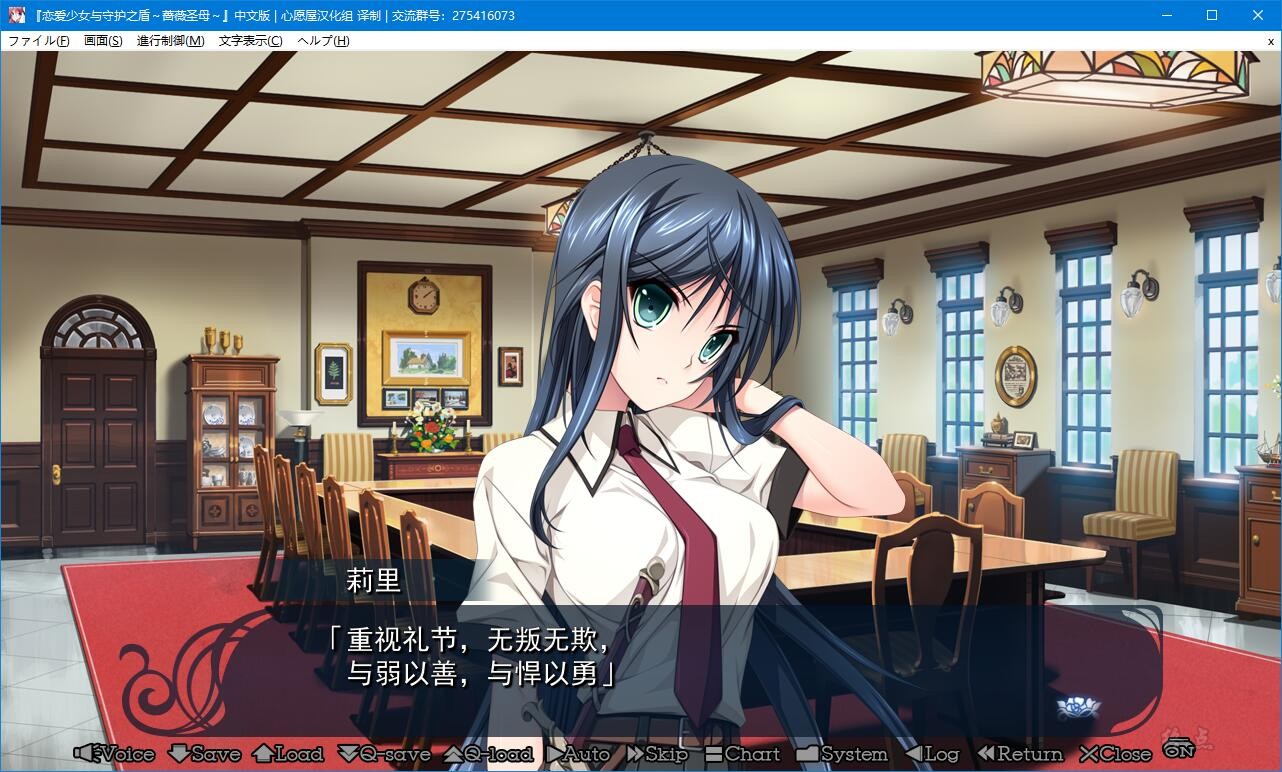 『恋爱少女与守护之盾～蔷薇圣母～』中文版 | 心愿屋汉化组 译制 | 交流群号：275416073
ファイル(F) 画面(S) 進行制御(M) 文字表示(C) ヘルプ(H) x
莉里
「重视礼节，无叛无欺，
与弱以善，与悍以勇」
Voice Save Load Q-save Q-load Auto Skip Chart System Log Return Close ON